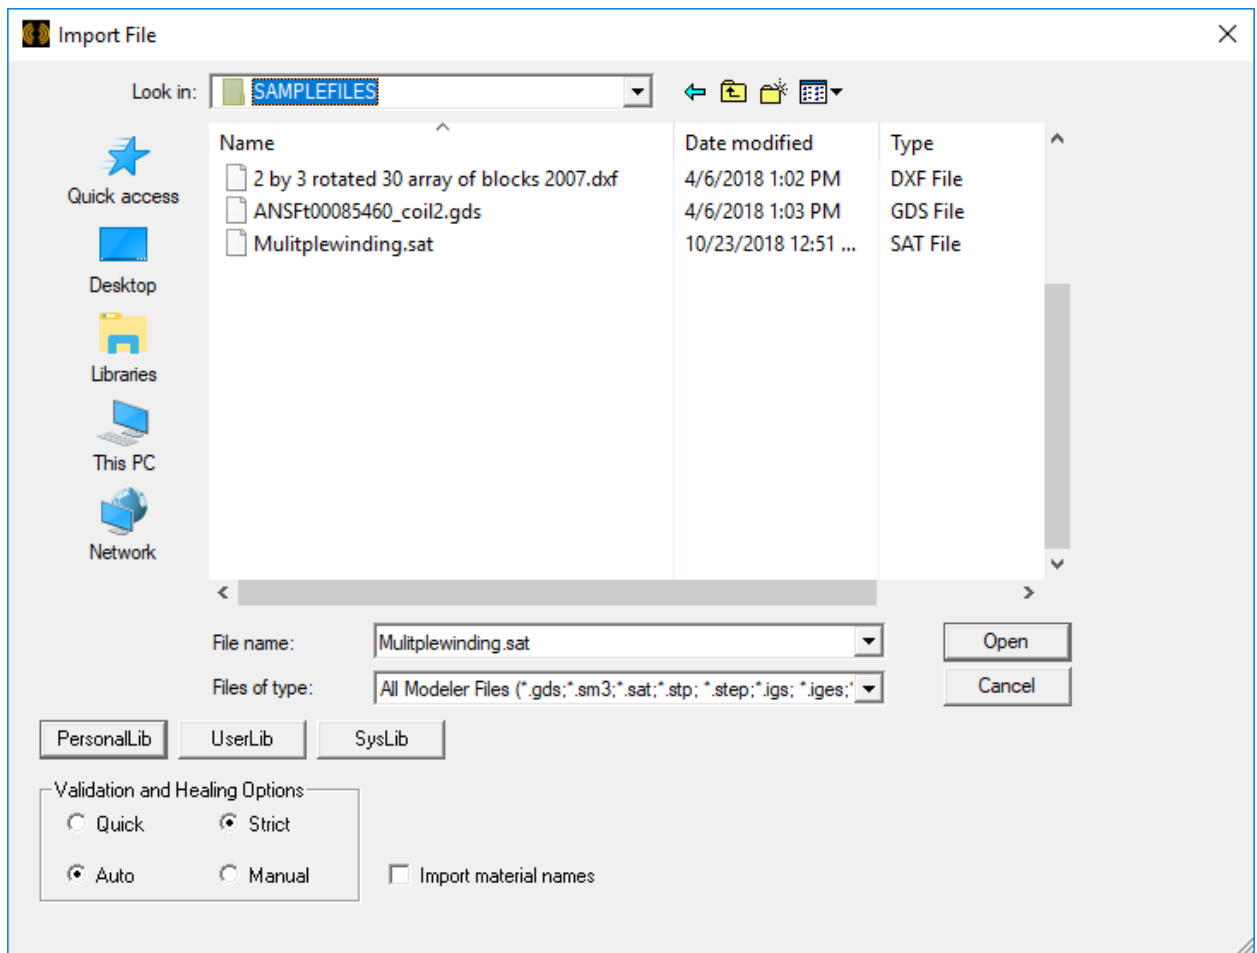 Import File
Look in: SAMPLEFILES
Name Date modified Type
2 by 3 rotated 30 array of blocks 2007.dxf 4/6/2018 1:02 PM DXF File
ANSFt00085460_coil2.gds 4/6/2018 1:03 PM GDS File
Mulitplewinding.sat 10/23/2018 12:51 ... SAT File
Quick access
Desktop
Libraries
This PC
Network
File name: Mulitplewinding.sat Open
Files of type: All Modeler Files (*.gds;*.sm3;*.sat;*.stp; *.step;*.igs; *.iges;* Cancel
PersonalLib UserLib SysLib
Validation and Healing Options
Quick Strict
Auto Manual Import material names